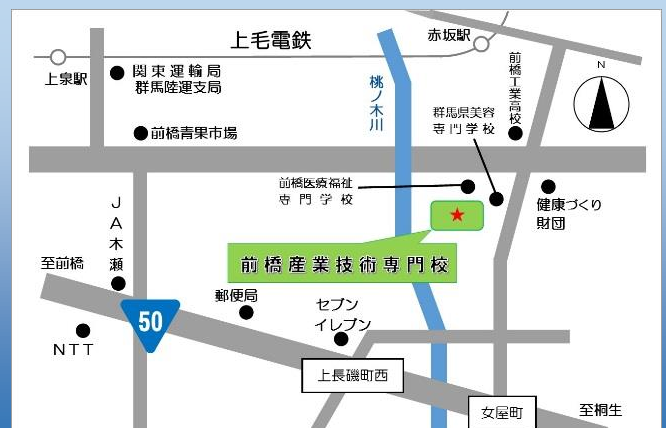 上毛電鉄
赤坂駅
上泉駅
関東運輸局
群馬陸運支局
桃ノ木川
前橋工業高校
N
群馬県美容
専門学校
前橋青果市場
前橋医療福祉
専門学校
健康づくり
財団
JA木瀬
前橋産業技術専門校
至前橋
50
郵便局
セブン
イレブン
NTT
上長磯町西
女屋町
至桐生